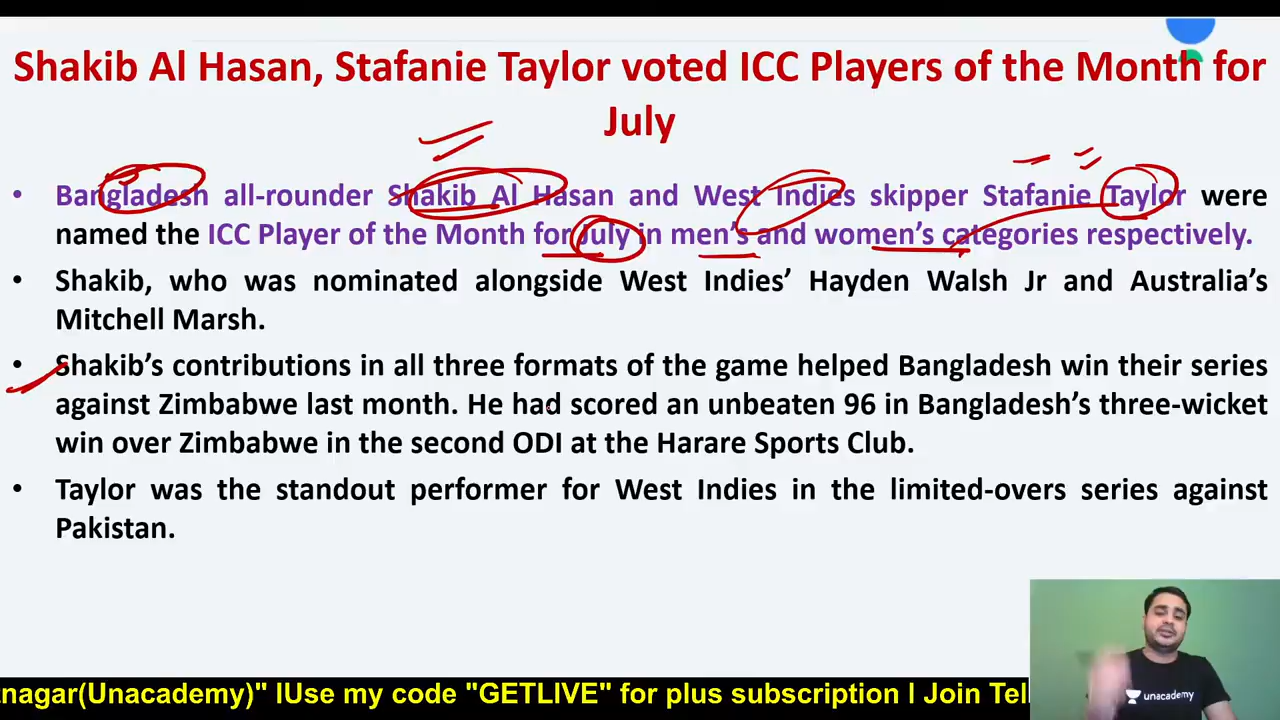 Shakib Al Hasan, Stafanie Taylor voted ICC Players of the Month for
July
• Bangladesh all-rounder Shakib Al Hasan and West Indies skipper Stafanie Taylor were
named the ICC Player of the Month for July in men's and women's categories respectively.
• Shakib, who was nominated alongside West Indies' Hayden Walsh Jr and Australia's
Mitchell Marsh.
• Shakib's contributions in all three formats of the game helped Bangladesh win their series
against Zimbabwe last month. He had scored an unbeaten 96 in Bangladesh's three-wicket
win over Zimbabwe in the second ODI at the Harare Sports Club.
• Taylor was the standout performer for West Indies in the limited-overs series against
Pakistan.
unacademy
tnagar(Unacademy)" IUse my code "GETLIVE" for plus subscription I Join Tel